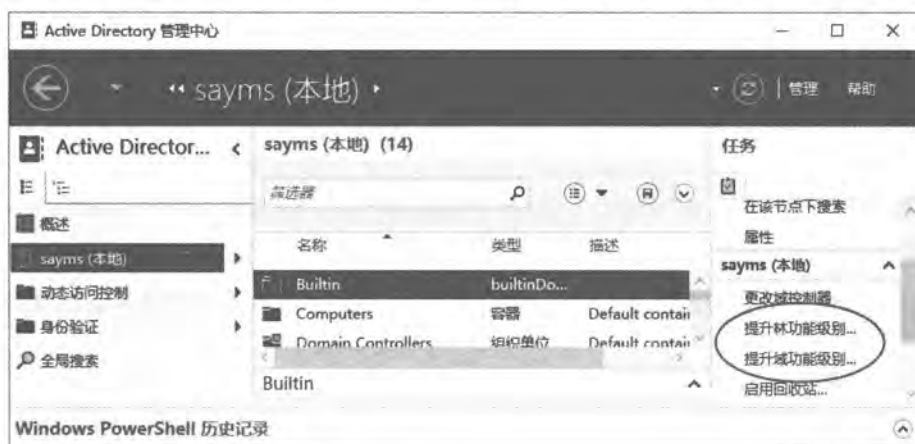 Active Directory 管理中心
sayms (本地)
管理 帮助
Active Director...
概述
sayms (本地)
动态访问控制
身份验证
全局搜索
sayms (本地) (14)
筛选器
名称 类型 描述
Builtin builtinDo...
Computers 容器 Default contain
Domain Controllers 组织单位 Default contain
Builtin
任务
在该节点下搜索
属性
sayms (本地)
更改域控制器
提升林功能级别...
提升域功能级别...
启用回收站...
Windows PowerShell 历史记录